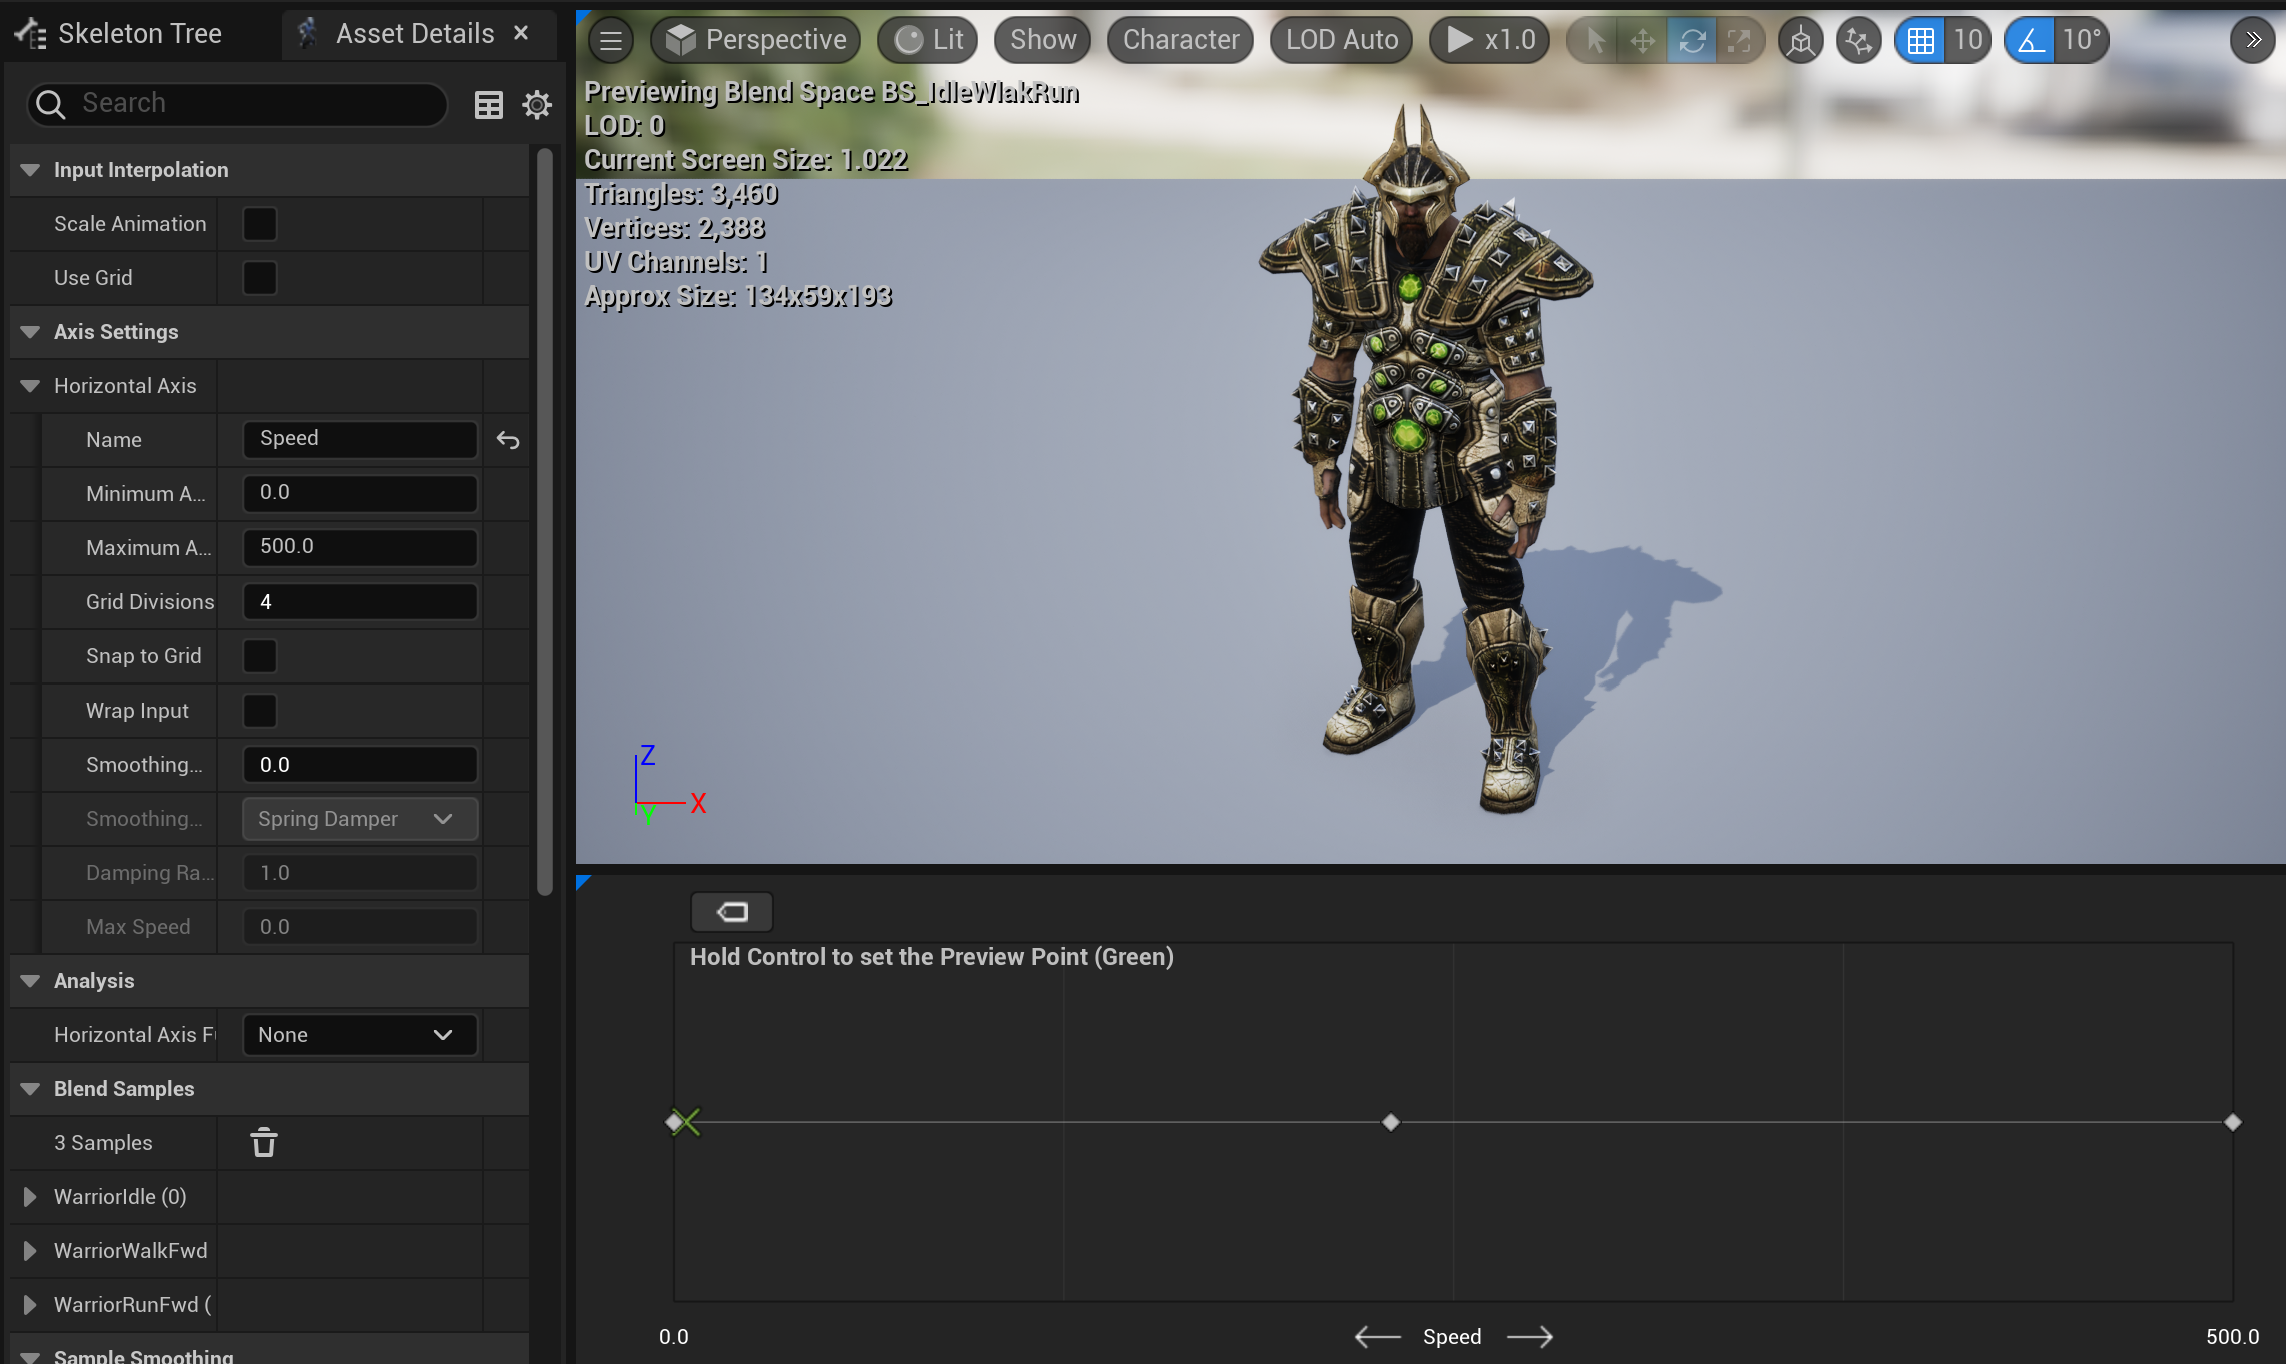 Skeleton Tree
Asset Details
Search
Input Interpolation
Scale Animation
Use Grid
Axis Settings
Horizontal Axis
Name
Speed
Minimum A...
0.0
Maximum A...
500.0
Grid Divisions
4
Snap to Grid
Wrap Input
Smoothing...
0.0
Smoothing...
Spring Damper
Damping Ra...
1.0
Max Speed
0.0
Analysis
Horizontal Axis F
None
Blend Samples
3 Samples
WarriorIdle (0)
WarriorWalkFwd
WarriorRunFwd (
Sample Smoothing
Perspective
Lit
Show
Character
LOD Auto
x1.0
10
10°
Previewing Blend Space BS_IdleWlakRun
LOD: 0
Current Screen Size: 1.022
Triangles: 3,460
Vertices: 2,388
UV Channels: 1
Approx Size: 134x59x193
Z
X
Y
Hold Control to set the Preview Point (Green)
0.0
Speed
500.0